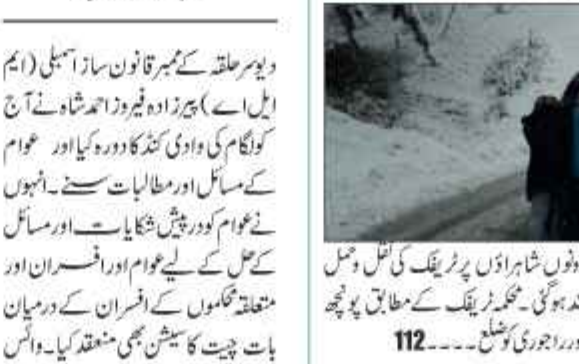 دیوسر حلقہ کے ممبر قانون ساز اسمبلی (ایم
ایل اے) پیرزادہ فیروز احمد شاہ نے آج
کولگام کی وادی کنڈ کا دورہ کیا اور عوام
کے مسائل اور مطالبات سنے۔ انہوں
نے عوام کو درپیش شکایات اور مسائل
کے حل کے لیے عوام اور افسران اور
متعلقہ محکموں کے افسران کے درمیان
بات چیت کا سیشن بھی منعقد کیا۔ وائس
دونوں شاہراؤں پر ٹریفک کی نقل وحمل
ہوگئی۔ محکمہ ٹریفک کے مطابق پونچھ
راجوری کو ضلع۔۔۔۔112